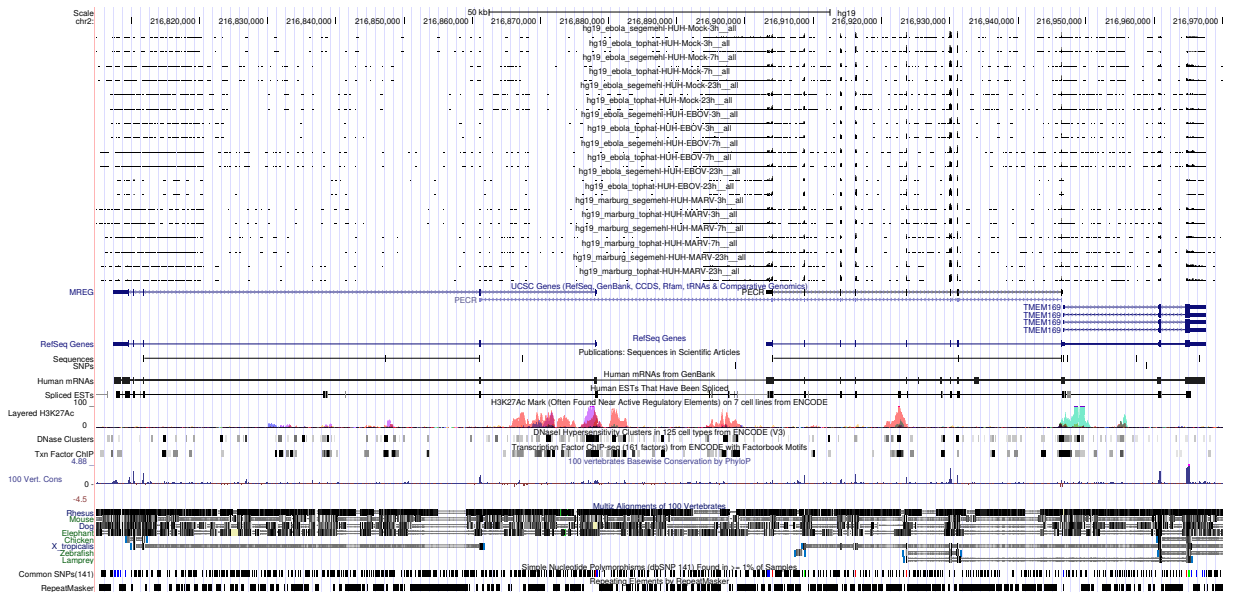 Scale 50 kb hg19
chr2: 216,820,000 216,830,000 216,840,000 216,850,000 216,860,000 216,870,000 216,880,000 216,890,000 216,900,000 216,910,000 216,920,000 216,930,000 216,940,000 216,950,000 216,960,000 216,970,000
hg19_ebola_segemehl-HUH-Mock-3h__all
hg19_ebola_tophat-HUH-Mock-3h__all
hg19_ebola_segemehl-HUH-Mock-7h__all
hg19_ebola_tophat-HUH-Mock-7h__all
hg19_ebola_segemehl-HUH-Mock-23h__all
hg19_ebola_tophat-HUH-Mock-23h__all
hg19_ebola_segemehl-HUH-EBOV-3h__all
hg19_ebola_tophat-HUH-EBOV-3h__all
hg19_ebola_segemehl-HUH-EBOV-7h__all
hg19_ebola_tophat-HUH-EBOV-7h__all
hg19_ebola_segemehl-HUH-EBOV-23h__all
hg19_ebola_tophat-HUH-EBOV-23h__all
hg19_marburg_segemehl-HUH-MARV-3h__all
hg19_marburg_tophat-HUH-MARV-3h__all
hg19_marburg_segemehl-HUH-MARV-7h__all
hg19_marburg_tophat-HUH-MARV-7h__all
hg19_marburg_segemehl-HUH-MARV-23h__all
hg19_marburg_tophat-HUH-MARV-23h__all
UCSC Genes (RefSeq, GenBank, CCDS, Rfam, tRNAs & Comparative Genomics)
MREG PECR
PECR
TMEM169
TMEM169
TMEM169
TMEM169
RefSeq Genes
RefSeq Genes
Publications: Sequences in Scientific Articles
Sequences
SNPs
Human mRNAs from GenBank
Human mRNAs
Human ESTs That Have Been Spliced
Spliced ESTs
H3K27Ac Mark (Often Found Near Active Regulatory Elements) on 7 cell lines from ENCODE
100
Layered H3K27Ac
0
DNaseI Hypersensitivity Clusters in 125 cell types from ENCODE (V3)
DNase Clusters
Transcription Factor ChIP-seq (161 factors) from ENCODE with Factorbook Motifs
Txn Factor ChIP
100 vertebrates Basewise Conservation by PhyloP
4.88
100 Vert. Cons
0
-4.5
Multiz Alignments of 100 Vertebrates
Rhesus
Mouse
Dog
Elephant
Chicken
X_tropicalis
Zebrafish
Lamprey
Simple Nucleotide Polymorphisms (dbSNP 141) Found in >= 1% of Samples
Common SNPs(141)
Repeating Elements by RepeatMasker
RepeatMasker